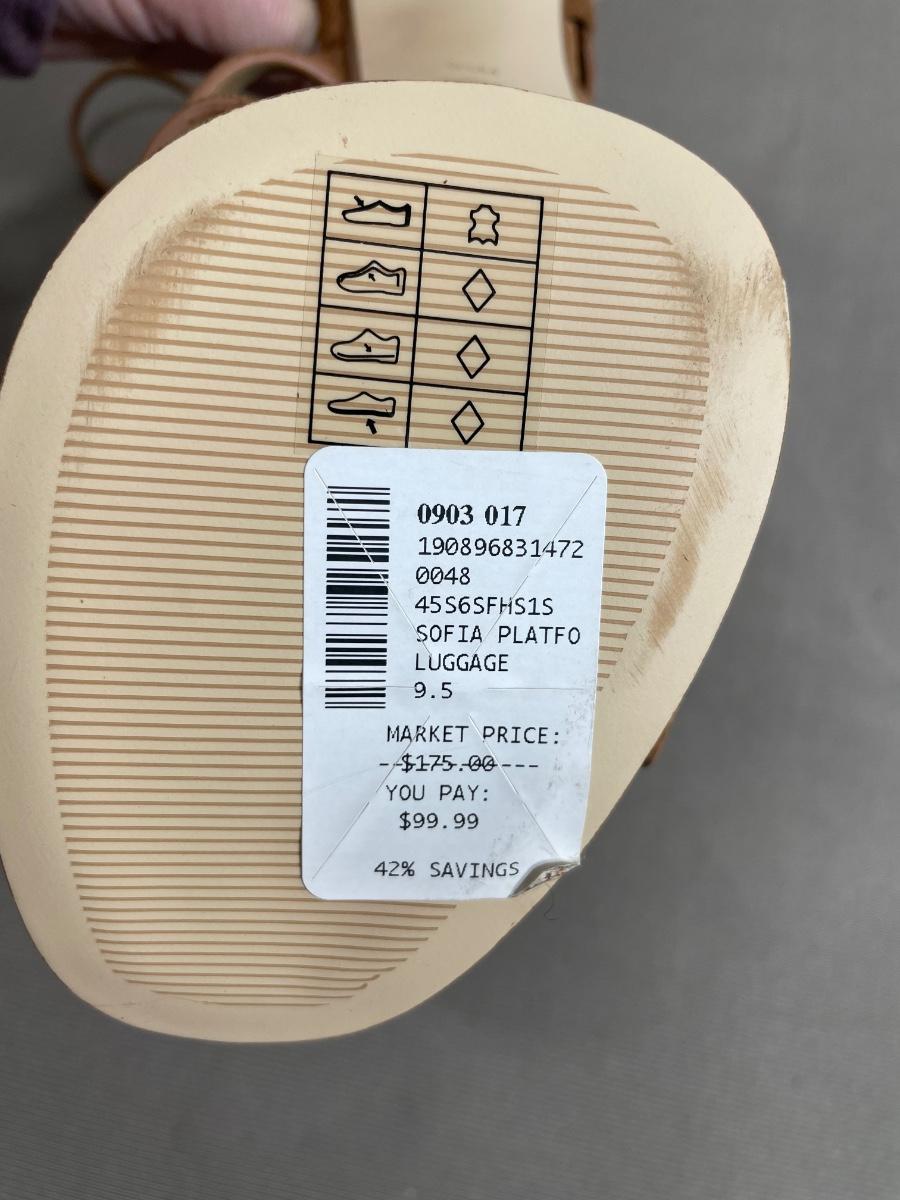 0903 017
190896831472
0048
45S6SFHS1S
SOFIA PLATFO
LUGGAGE
9.5
MARKET PRICE:
--$175.00---
YOU PAY:
$99.99
42% SAVINGS